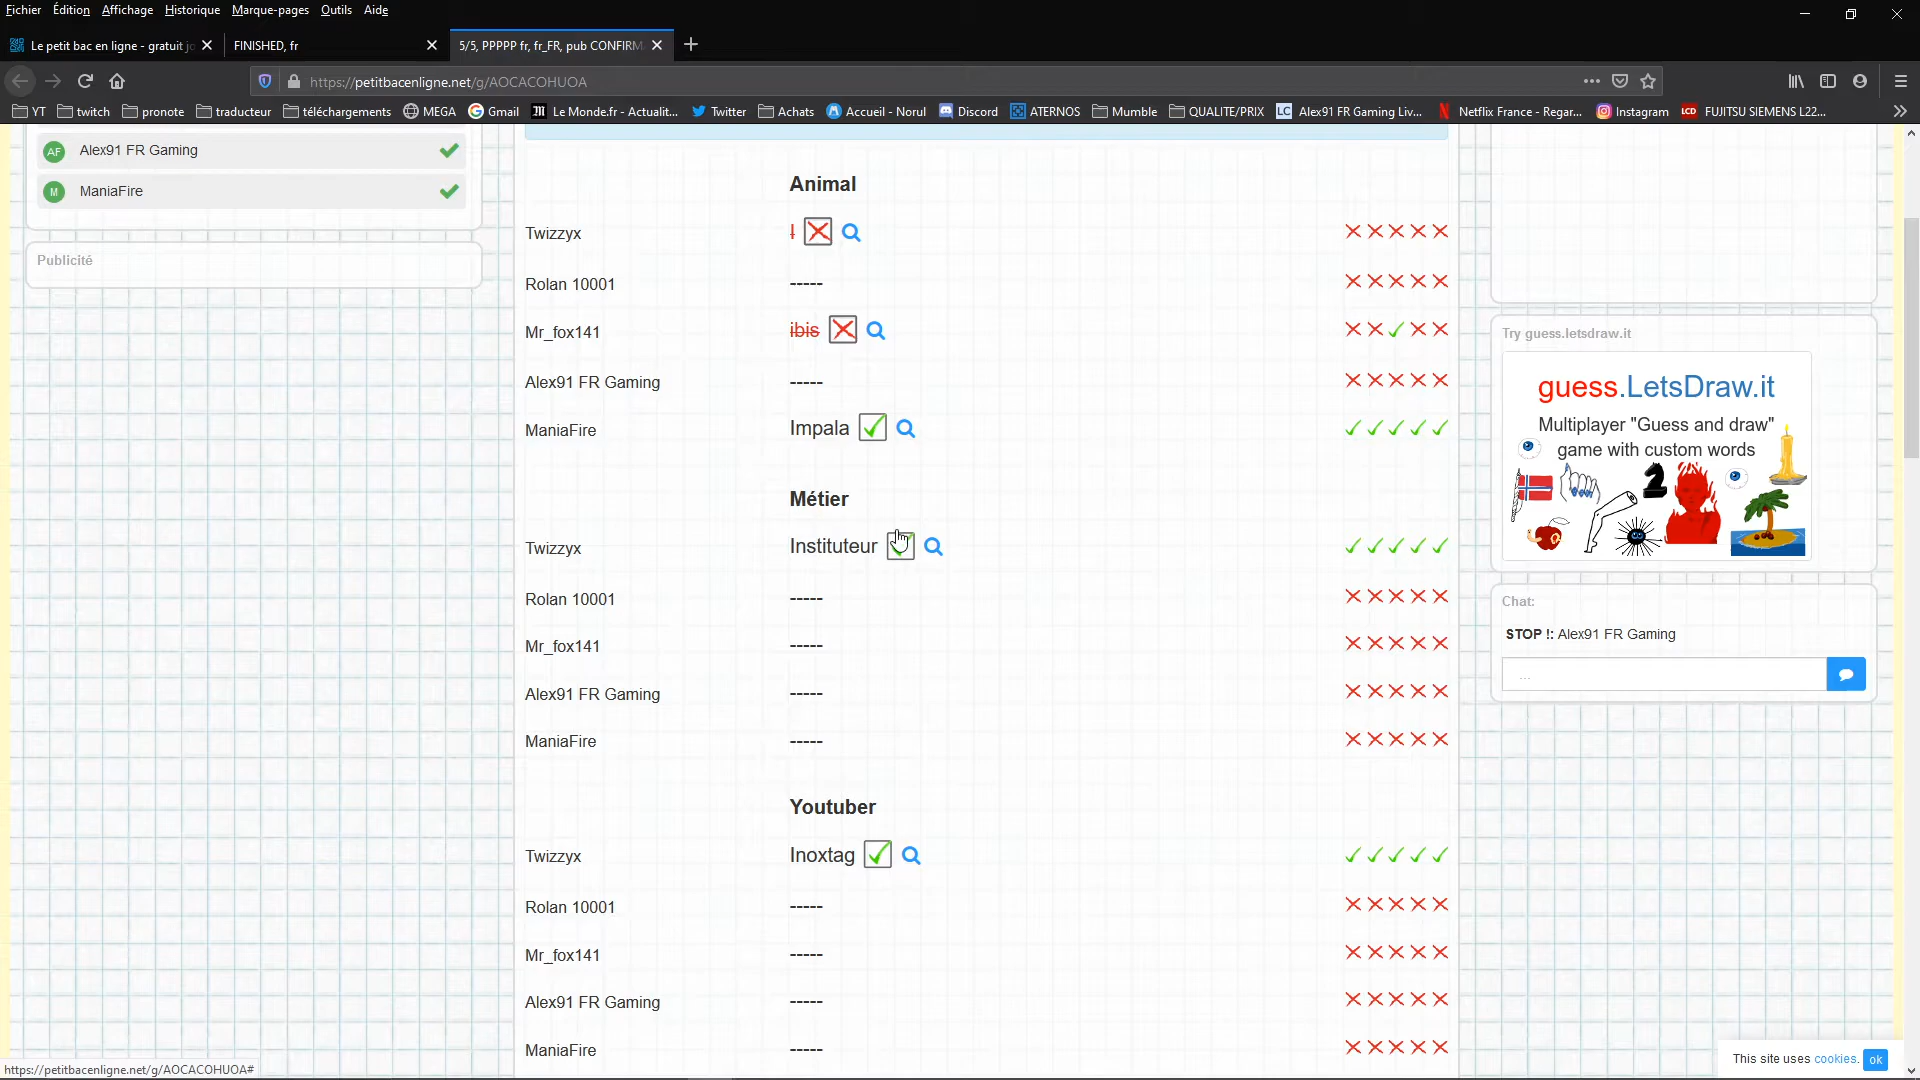 Fichier Édition Affichage Historique Marque-pages Outils Aide
Le petit bac en ligne - gratuit jo
FINISHED, fr
5/5, PPPPP fr, fr_FR, pub CONFIRM
https://petitbacenligne.net/g/AOCACOHUOA
YT twitch pronote traducteur téléchargements MEGA Gmail Le Monde.fr - Actualit... Twitter Achats Accueil - Norul Discord ATERNOS Mumble QUALITE/PRIX Alex91 FR Gaming Liv... Netflix France - Regar... Instagram FUJITSU SIEMENS L22...
AF Alex91 FR Gaming
M ManiaFire
Publicité
Animal
Twizzyx I
Rolan 10001 -----
Mr_fox141 ibis
Alex91 FR Gaming -----
ManiaFire Impala
Métier
Twizzyx Instituteur
Rolan 10001 -----
Mr_fox141 -----
Alex91 FR Gaming -----
ManiaFire -----
Youtuber
Twizzyx Inoxtag
Rolan 10001 -----
Mr_fox141 -----
Alex91 FR Gaming -----
ManiaFire -----
Try guess.letsdraw.it
guess.LetsDraw.it
Multiplayer "Guess and draw"
game with custom words
Chat:
STOP !: Alex91 FR Gaming
...
This site uses cookies. ok
https://petitbacenligne.net/g/AOCACOHUOA#